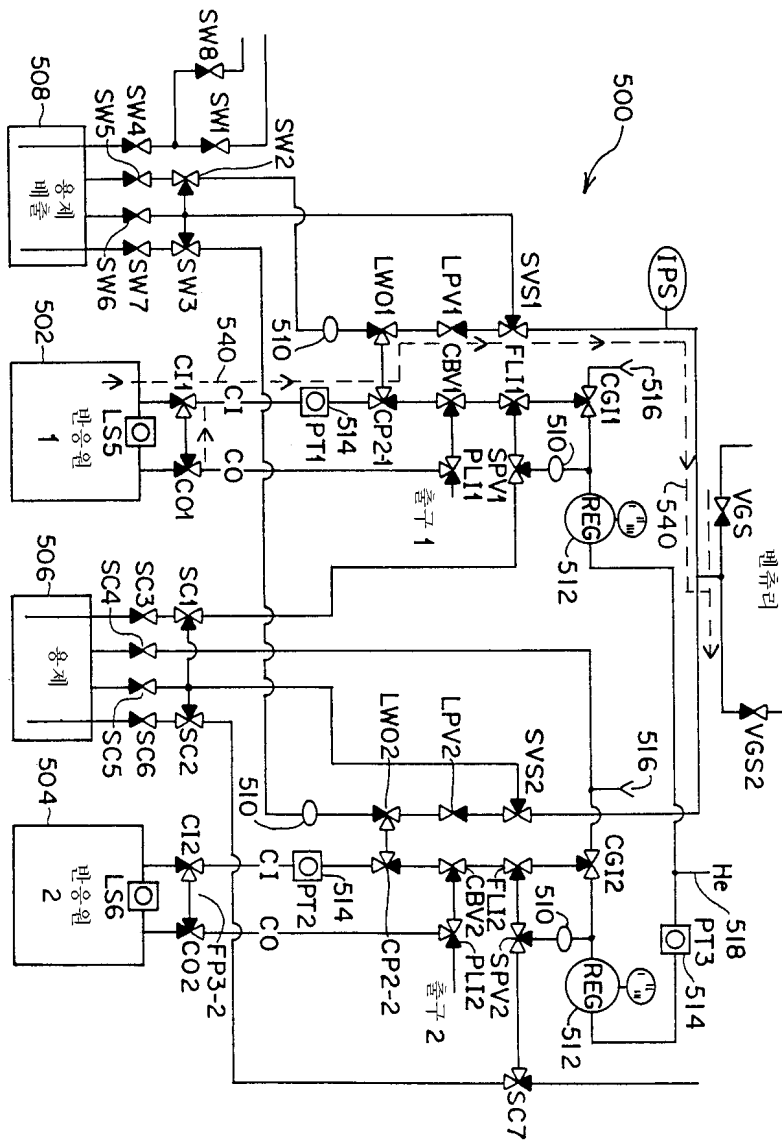 500
508
SW8
SW4
SW5
SW1
SW2
용제
배출
SW6
SW7
SW3
SVS1
LPV1
LWO1
510
IPS
502
반응원
1
LS5
CI1
540
CI
CO1
CO
PT1
514
CP2-1
CBV1
FLI1
CGI1
516
PLI1
SPV1
510
출구 1
REG
512
540
VGS
벤튜리
VGS2
506
용제
SC3
SC4
SC1
SC5
SC6
SC2
SVS2
LPV2
LWO2
510
516
504
반응원
2
LS6
CI2
CI
CO2
CO
FP3-2
PT2
514
CP2-2
CBV2
FLI2
CGI2
PLI2
SPV2
510
출구 2
REG
512
SC7
He
518
PT3
514